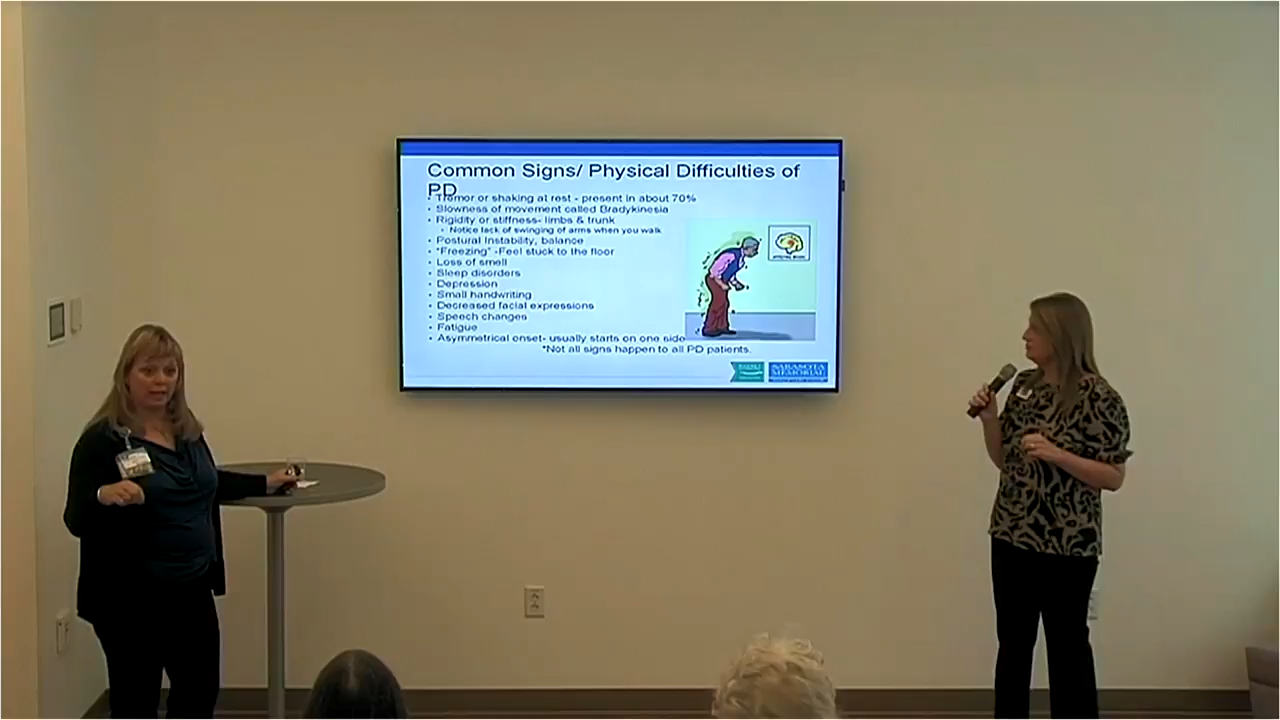 Common Signs/ Physical Difficulties of
PD
• Tremor or shaking at rest - present in about 70%
• Slowness of movement called Bradykinesia
• Rigidity or stiffness- limbs & trunk
• Notice lack of swinging of arms when you walk
• Postural Instability, balance
• "Freezing" -Feel stuck to the floor
• Loss of smell
• Sleep disorders
• Depression
• Small handwriting
• Decreased facial expressions
• Speech changes
• Fatigue
• Asymmetrical onset- usually starts on one side
*Not all signs happen to all PD patients.
SARASOTA
MEMORIAL